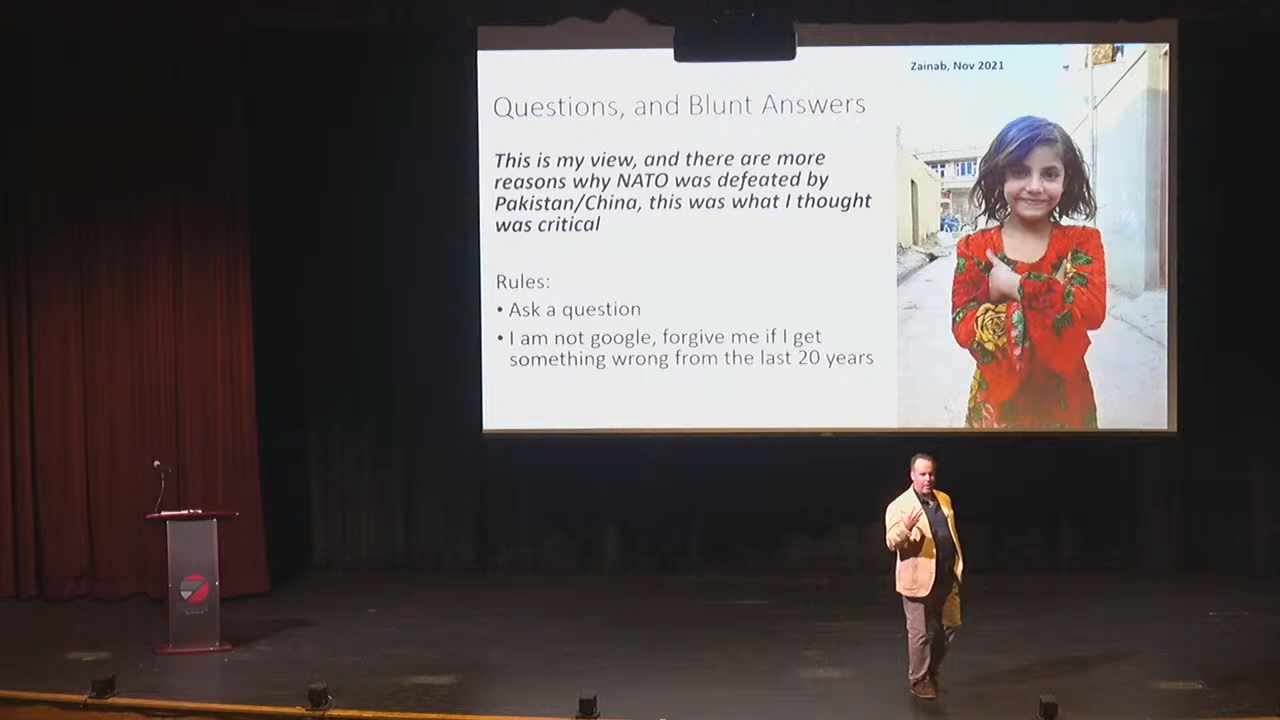 Zainab, Nov 2021
Questions, and Blunt Answers
This is my view, and there are more
reasons why NATO was defeated by
Pakistan/China, this was what I thought
was critical
Rules:
• Ask a question
• I am not google, forgive me if I get
something wrong from the last 20 years